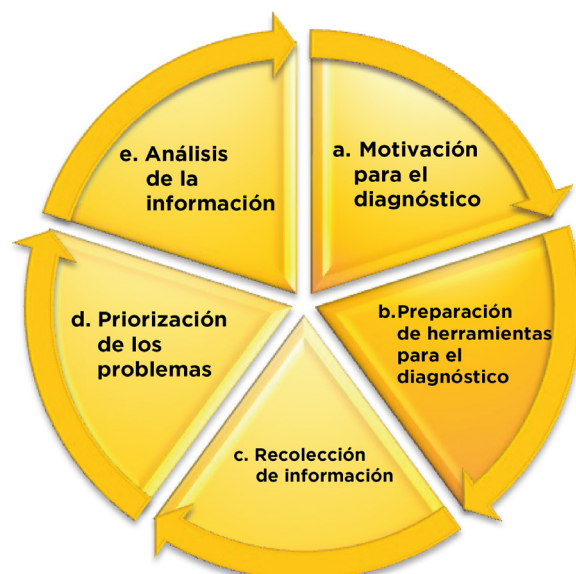 a. Motivación
para el
diagnóstico
b.Preparación
de herramientas
para el
diagnóstico
c. Recolección
de información
d. Priorización
de los
problemas
e. Análisis
de la
información